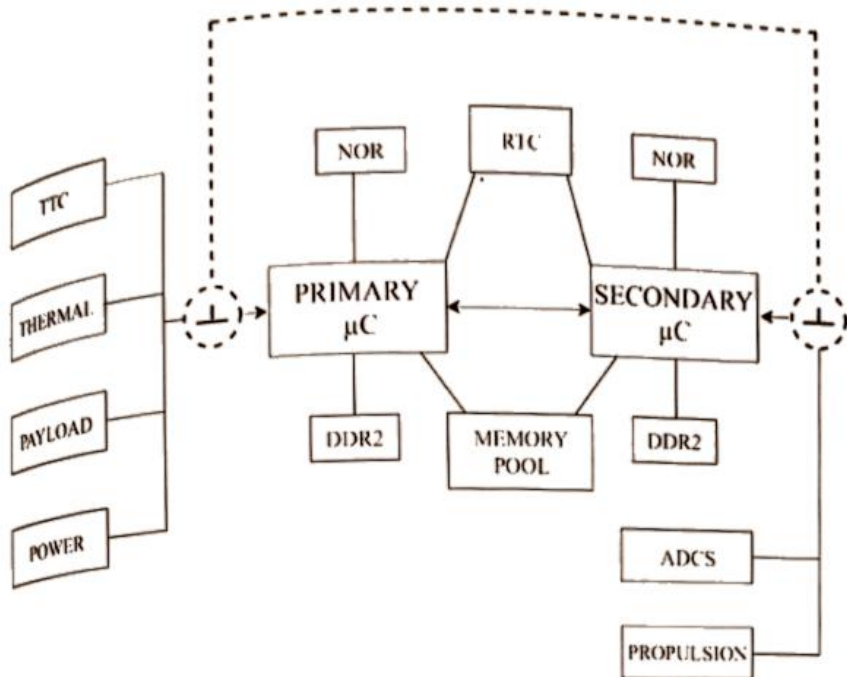 RTC
NOR
NOR
TTC
PRIMARY
μC
SECONDARY
μC
THERMAL
DDR2
MEMORY
POOL
DDR2
PAYLOAD
POWER
ADCS
PROPULSION